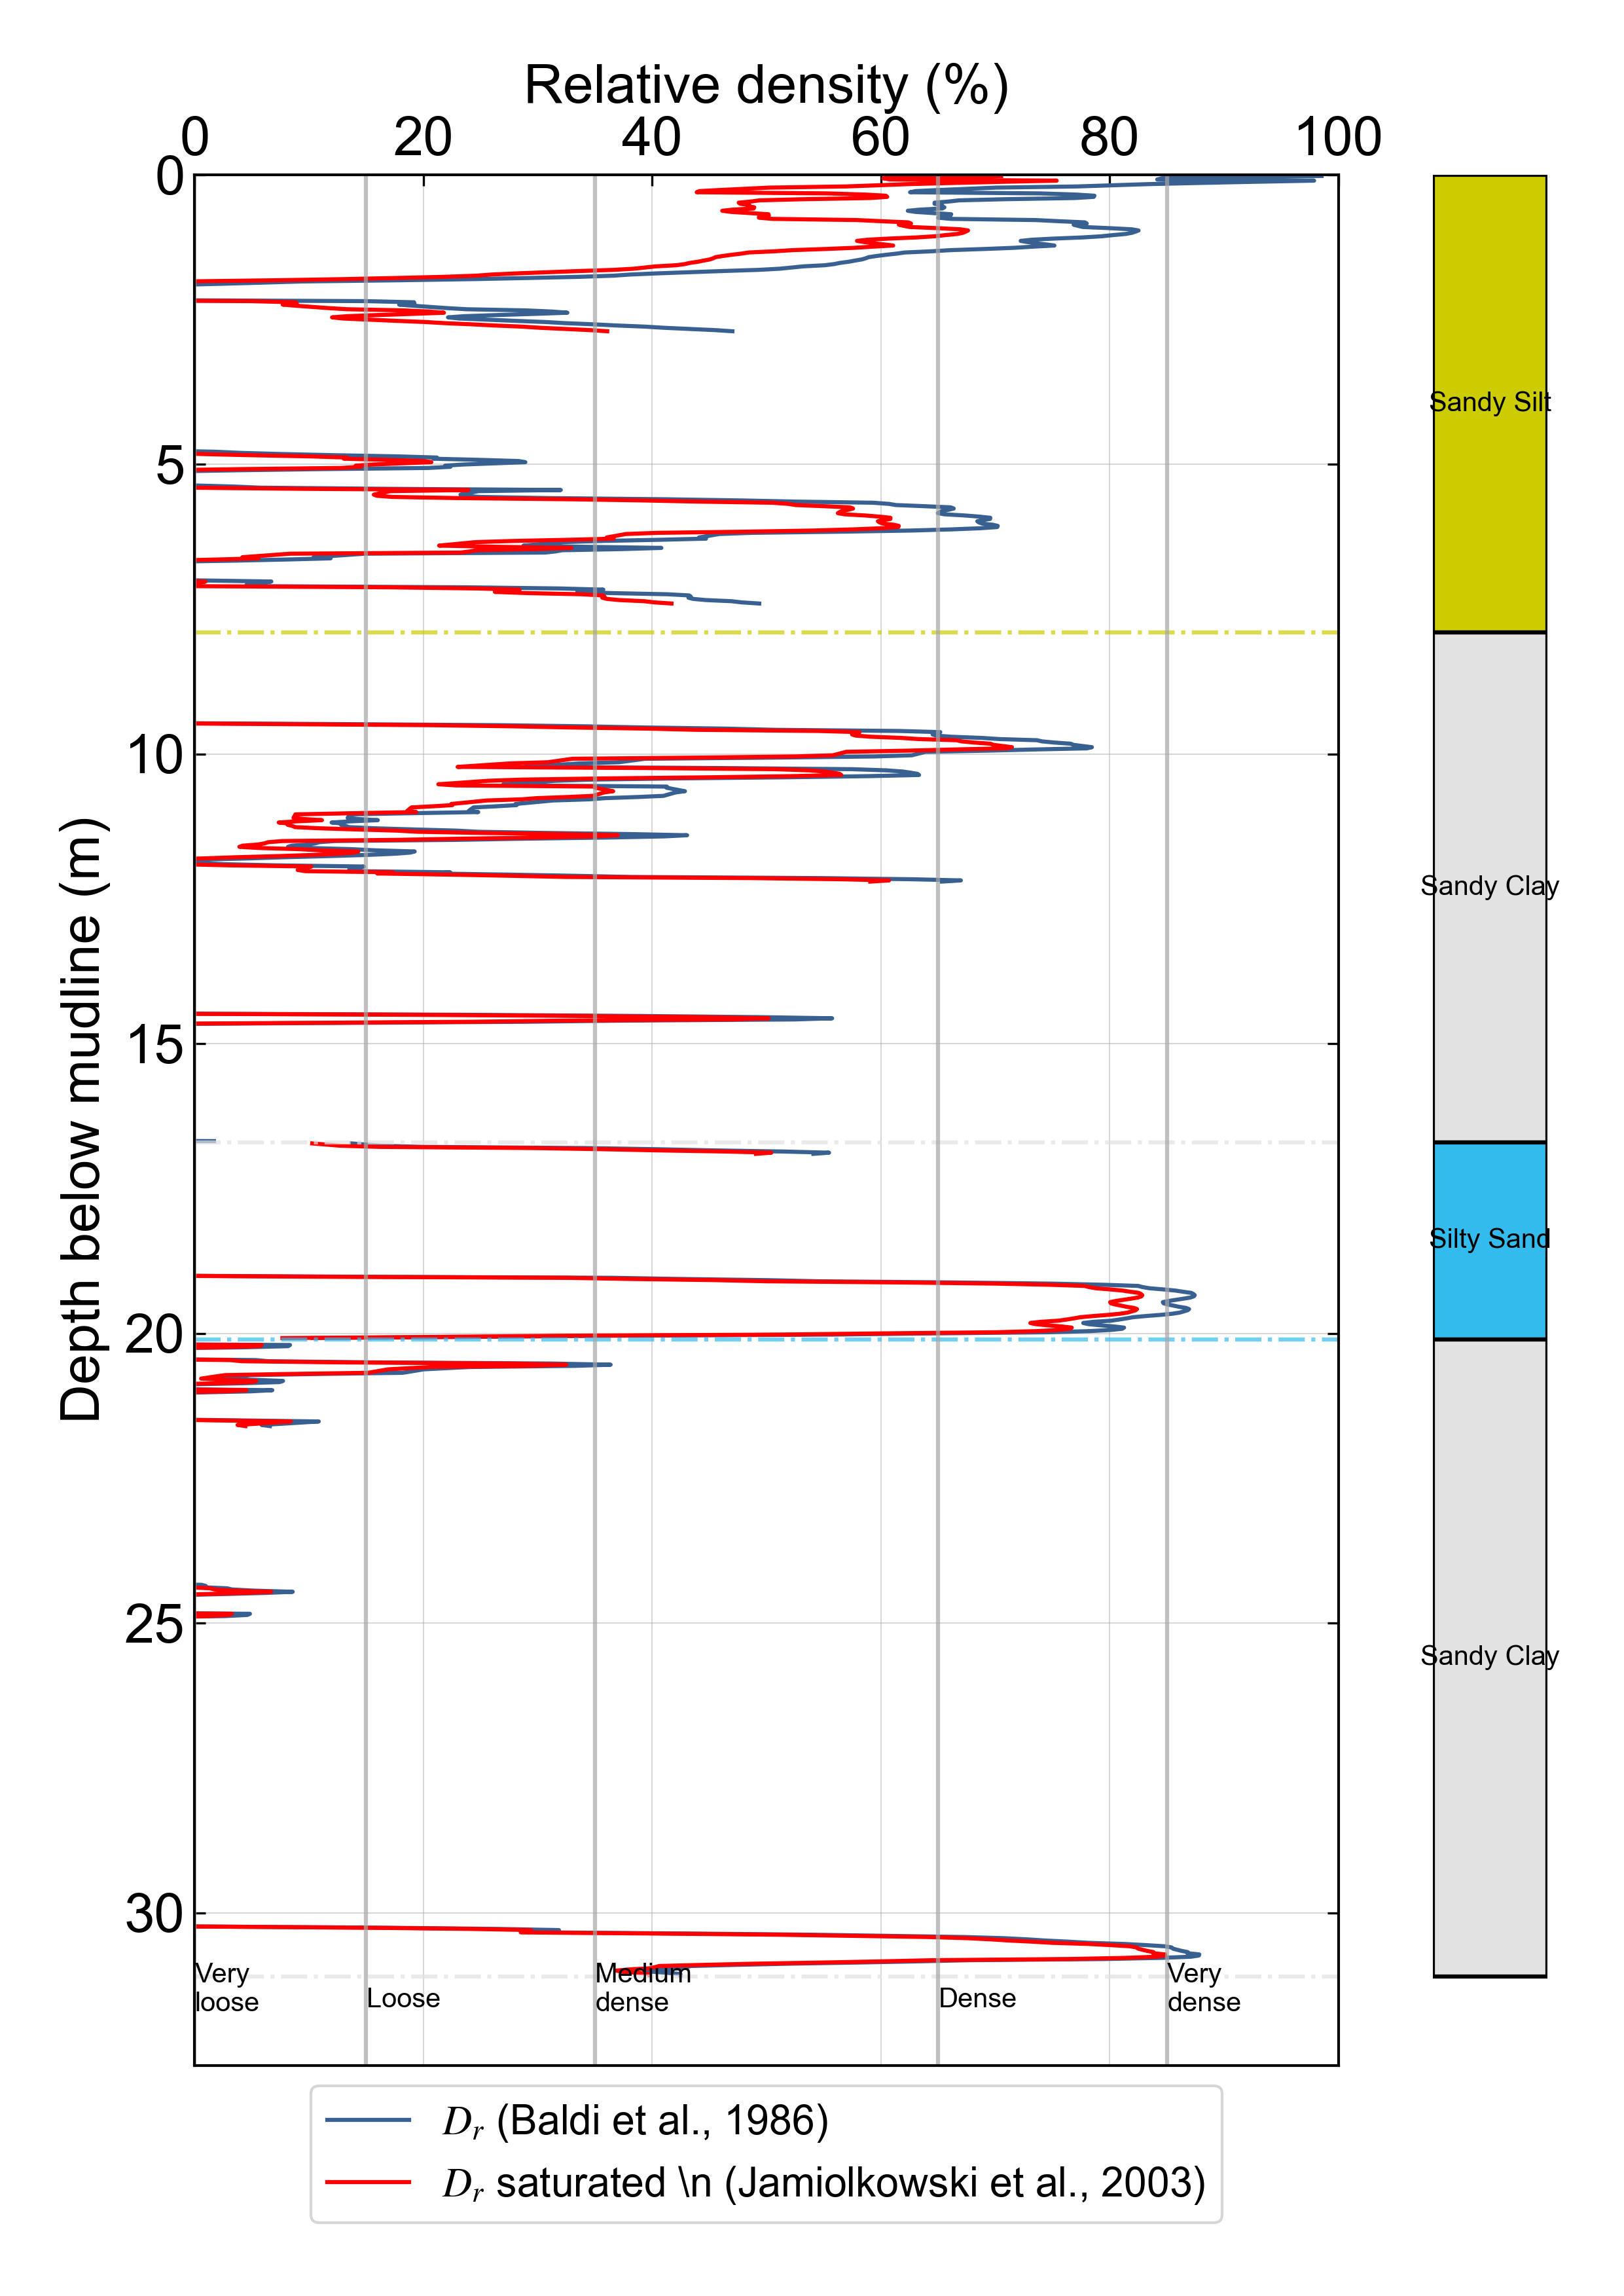 Relative density (%)
0 20 40 60 80 100
0
5
10
15
20
25
30
Depth below mudline (m)
Sandy Silt
Sandy Clay
Silty Sand
Sandy Clay
Very
loose
Loose
Medium
dense
Dense
Very
dense
Dr (Baldi et al., 1986)
Dr saturated \n (Jamiolkowski et al., 2003)